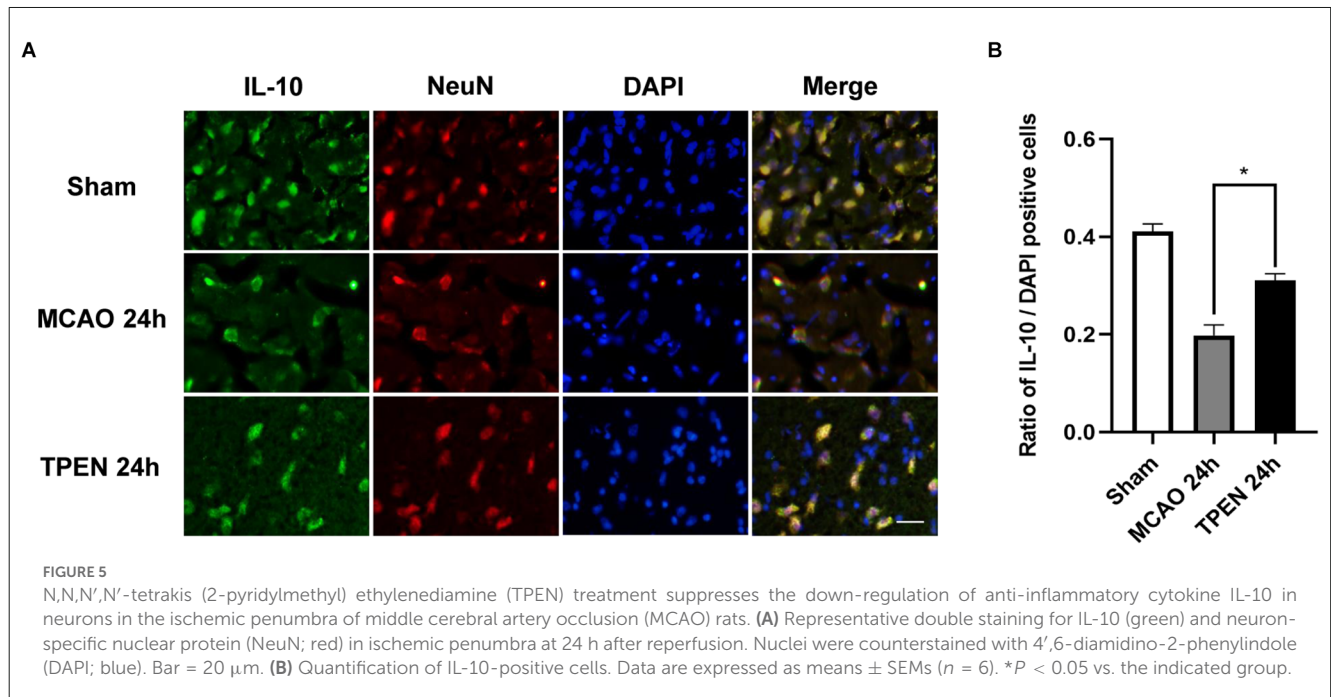 A
IL-10 NeuN DAPI Merge
Sham
MCAO 24h
TPEN 24h
B
Ratio of IL-10 / DAPI positive cells
0.6
0.4
0.2
0.0
*
Sham
MCAO 24h
TPEN 24h
FIGURE 5
N,N,N′,N′-tetrakis (2-pyridylmethyl) ethylenediamine (TPEN) treatment suppresses the down-regulation of anti-inflammatory cytokine IL-10 in
neurons in the ischemic penumbra of middle cerebral artery occlusion (MCAO) rats. (A) Representative double staining for IL-10 (green) and neuron-
specific nuclear protein (NeuN; red) in ischemic penumbra at 24 h after reperfusion. Nuclei were counterstained with 4′,6-diamidino-2-phenylindole
(DAPI; blue). Bar = 20 μm. (B) Quantification of IL-10-positive cells. Data are expressed as means ± SEMs (n = 6). *P < 0.05 vs. the indicated group.